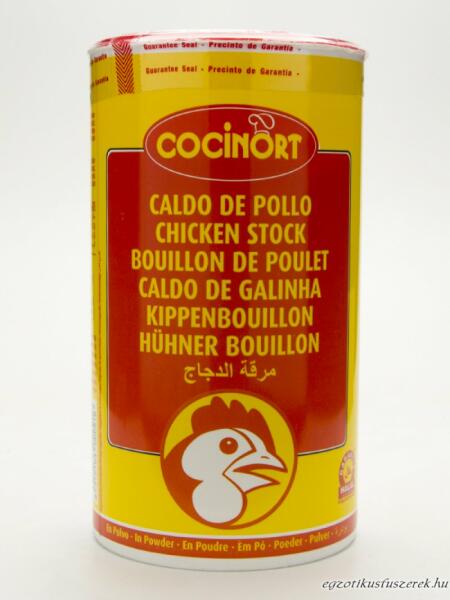 Guarantee Seal - Precinto de Garantía -
Guarantee Seal - Precinto de Garantía -
COCINORT
CALDO DE POLLO
CHICKEN STOCK
BOUILLON DE POULET
CALDO DE GALINHA
KIPPENBOUILLON
HÜHNER BOUILLON
مرقة الدجاج
En Polvo - In Powder - En Poudre - Em Pó - Poeder - Pulver -
egzotikusfuszerek.hu